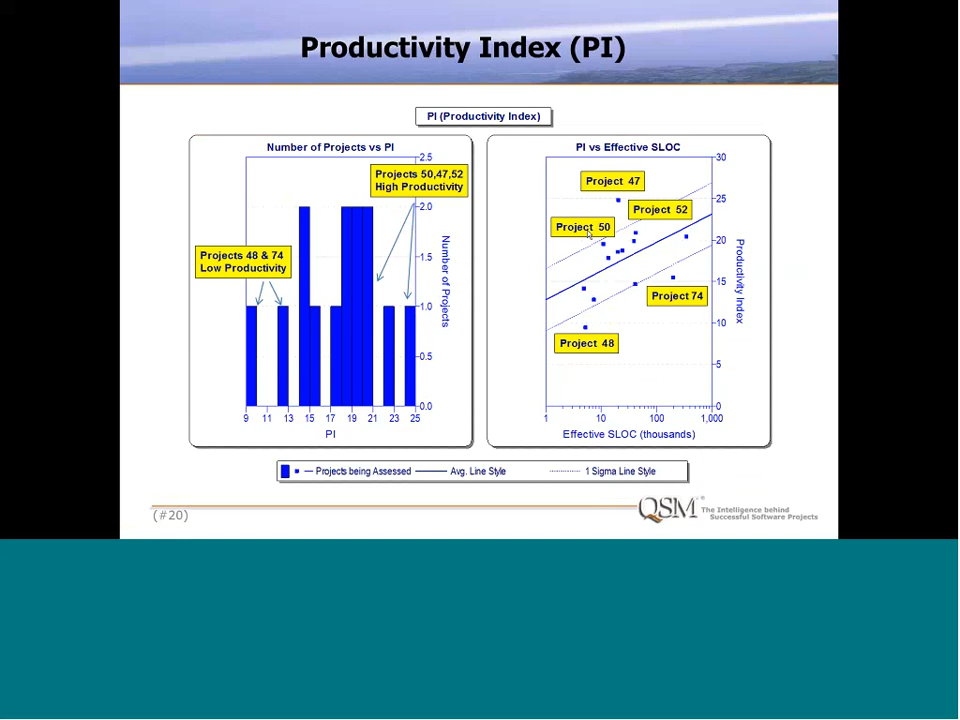 Productivity Index (PI)
PI (Productivity Index)
Number of Projects vs PI
2.5
2.0
1.5
1.0
0.5
0.0
Number of Projects
Projects 50,47,52
High Productivity
Projects 48 & 74
Low Productivity
9 11 13 15 17 19 21 23 25
PI
PI vs Effective SLOC
30
25
20
15
10
5
0
Productivity Index
Project 47
Project 52
Project 50
Project 74
Project 48
1 10 100 1,000
Effective SLOC (thousands)
Projects being Assessed Avg. Line Style 1 Sigma Line Style
(#20)
QSM®
The Intelligence behind
Successful Software Projects